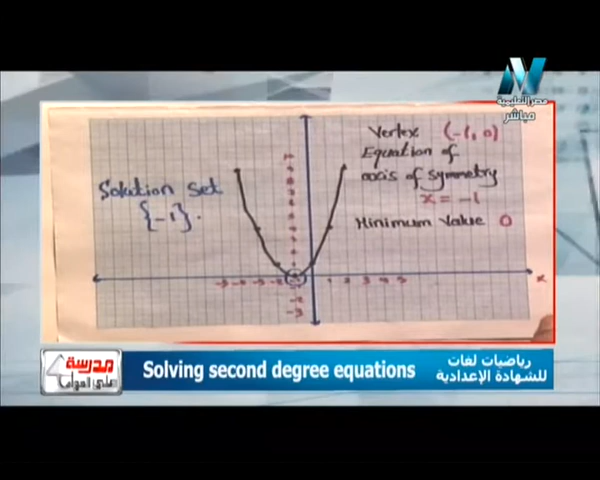 مصر التعليمية
مباشر
Vertex (-1, 0)
Equation of
axis of symmetry
x = -1
Minimum Value 0
Solution set
{-1}.
x
مدرسة
على الهواء
Solving second degree equations
رياضيات لغات
للشهادة الإعدادية